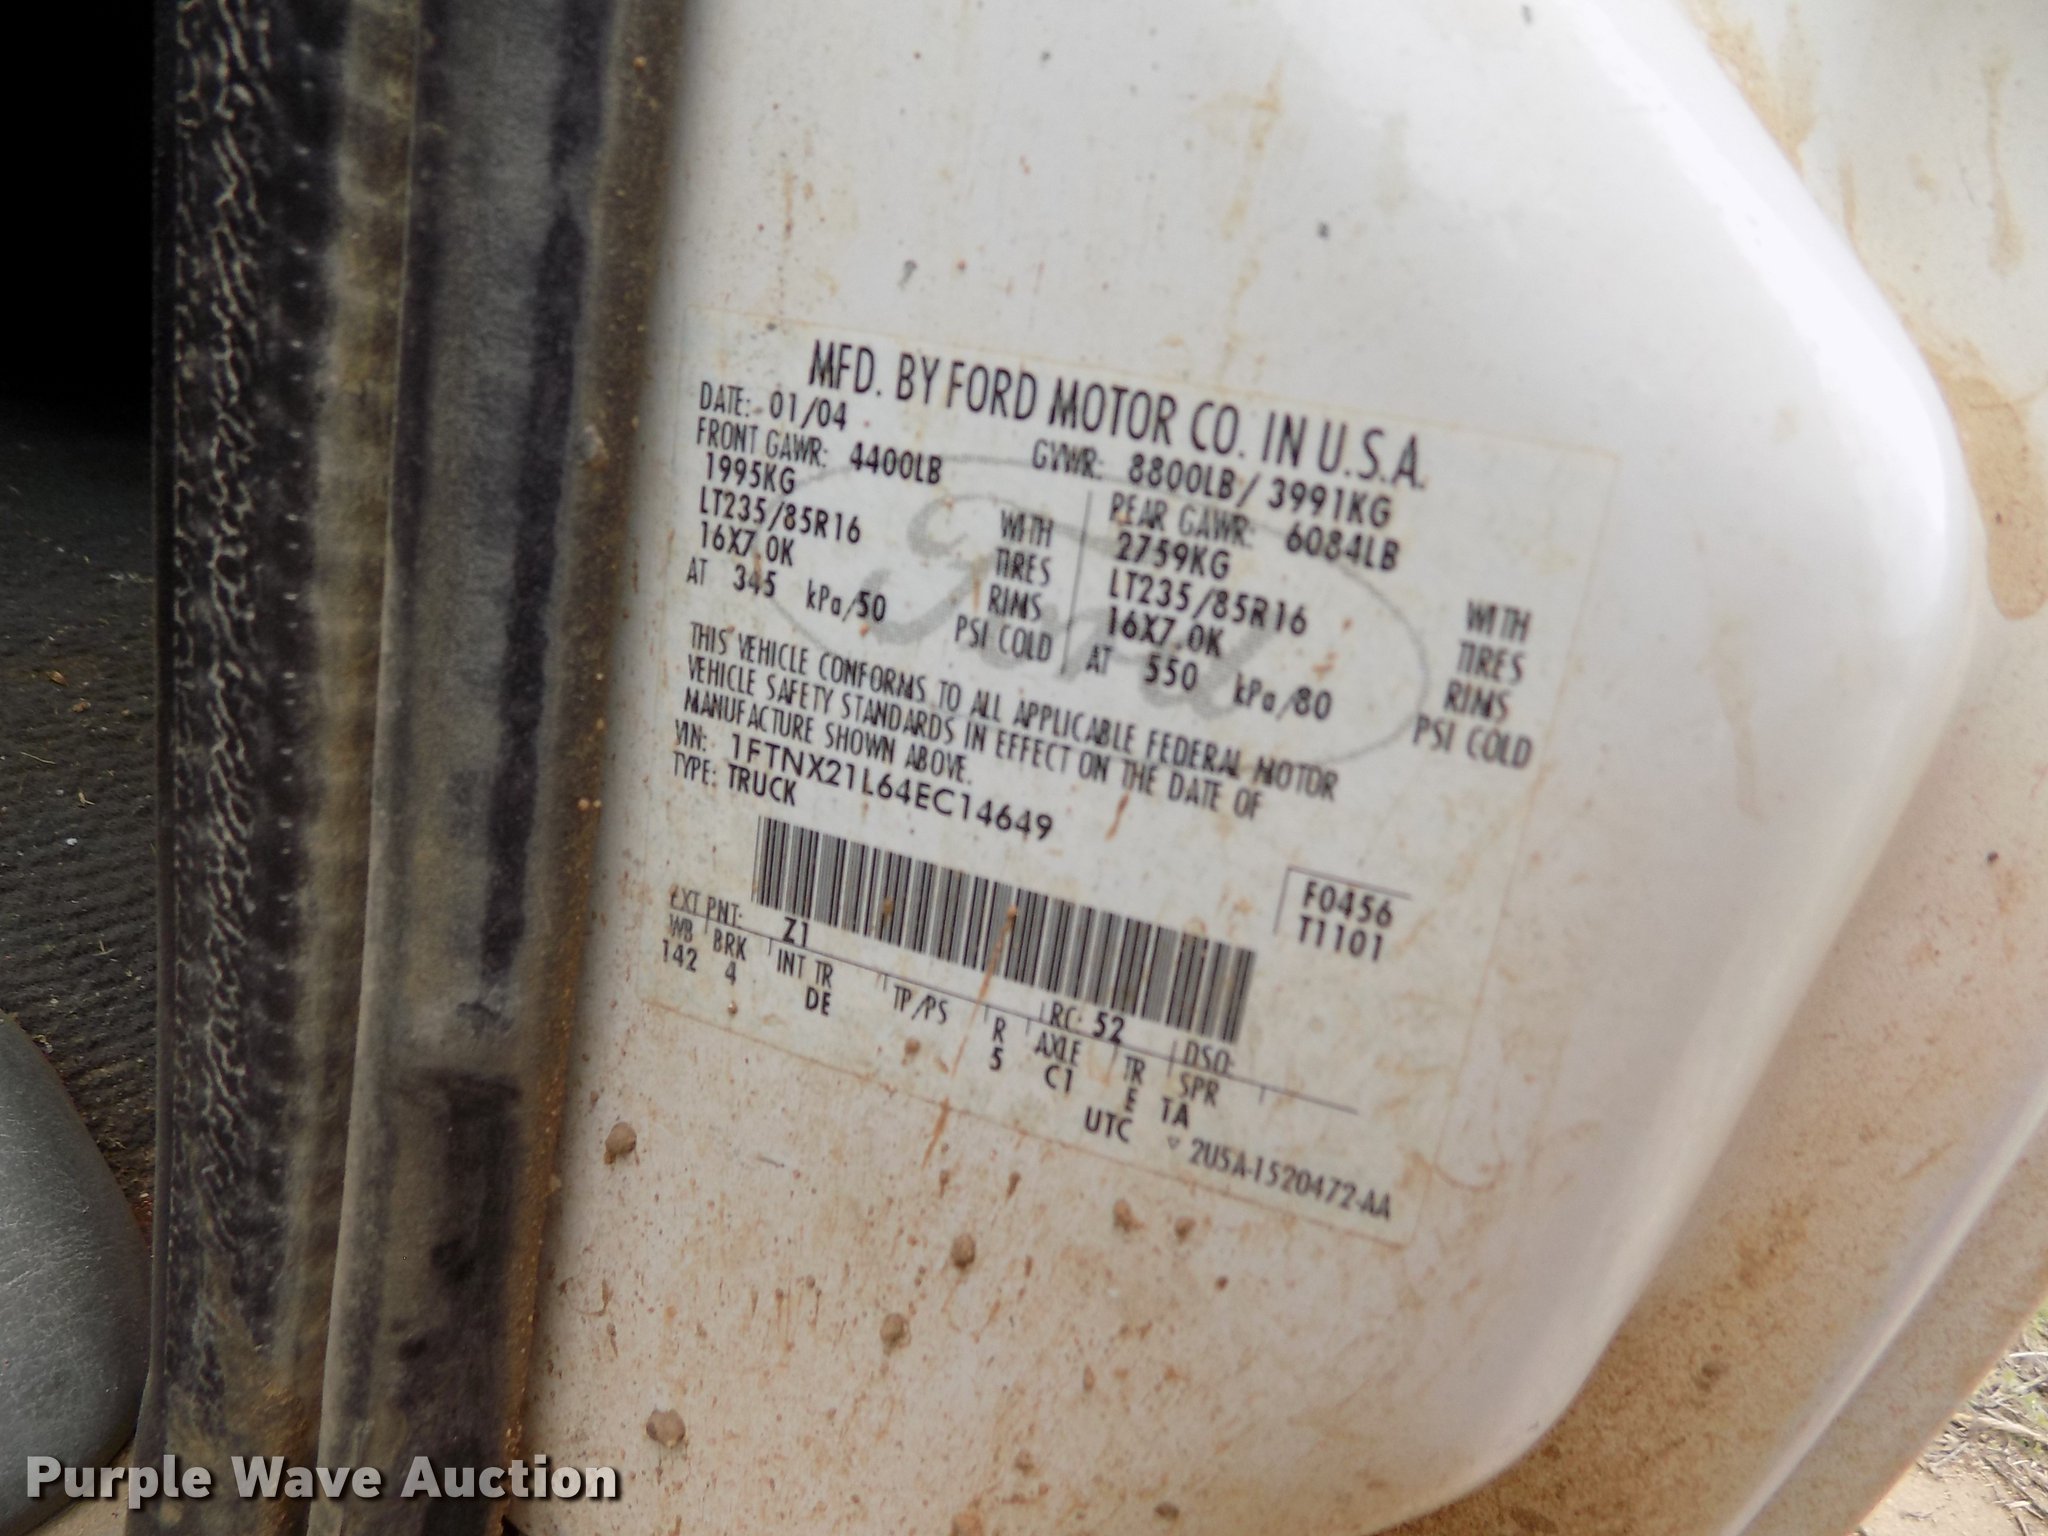 MFD. BY FORD MOTOR CO. IN U.S.A.
DATE: 01/04 GVWR: 8800LB / 3991KG
FRONT GAWR: 4400LB REAR GAWR: 6084LB
1995KG WITH 2759KG WITH
LT235/85R16 TIRES LT235/85R16 TIRES
16X7.0K RIMS 16X7.0K RIMS
AT 345 kPa/50 PSI COLD AT 550 kPa/80 PSI COLD
Ford
THIS VEHICLE CONFORMS TO ALL APPLICABLE FEDERAL MOTOR
VEHICLE SAFETY STANDARDS IN EFFECT ON THE DATE OF
MANUFACTURE SHOWN ABOVE.
VIN: 1FTNX21L64EC14649
TYPE: TRUCK
F0456
T1101
EXT PNT: Z1 RC: 52 DSO:
WB BRK INT TR TP/PS R AXLE TR SPR
142 4 DE 5 C1 E TA
UTC ▽ 2U5A-1520472-AA
Purple Wave Auction